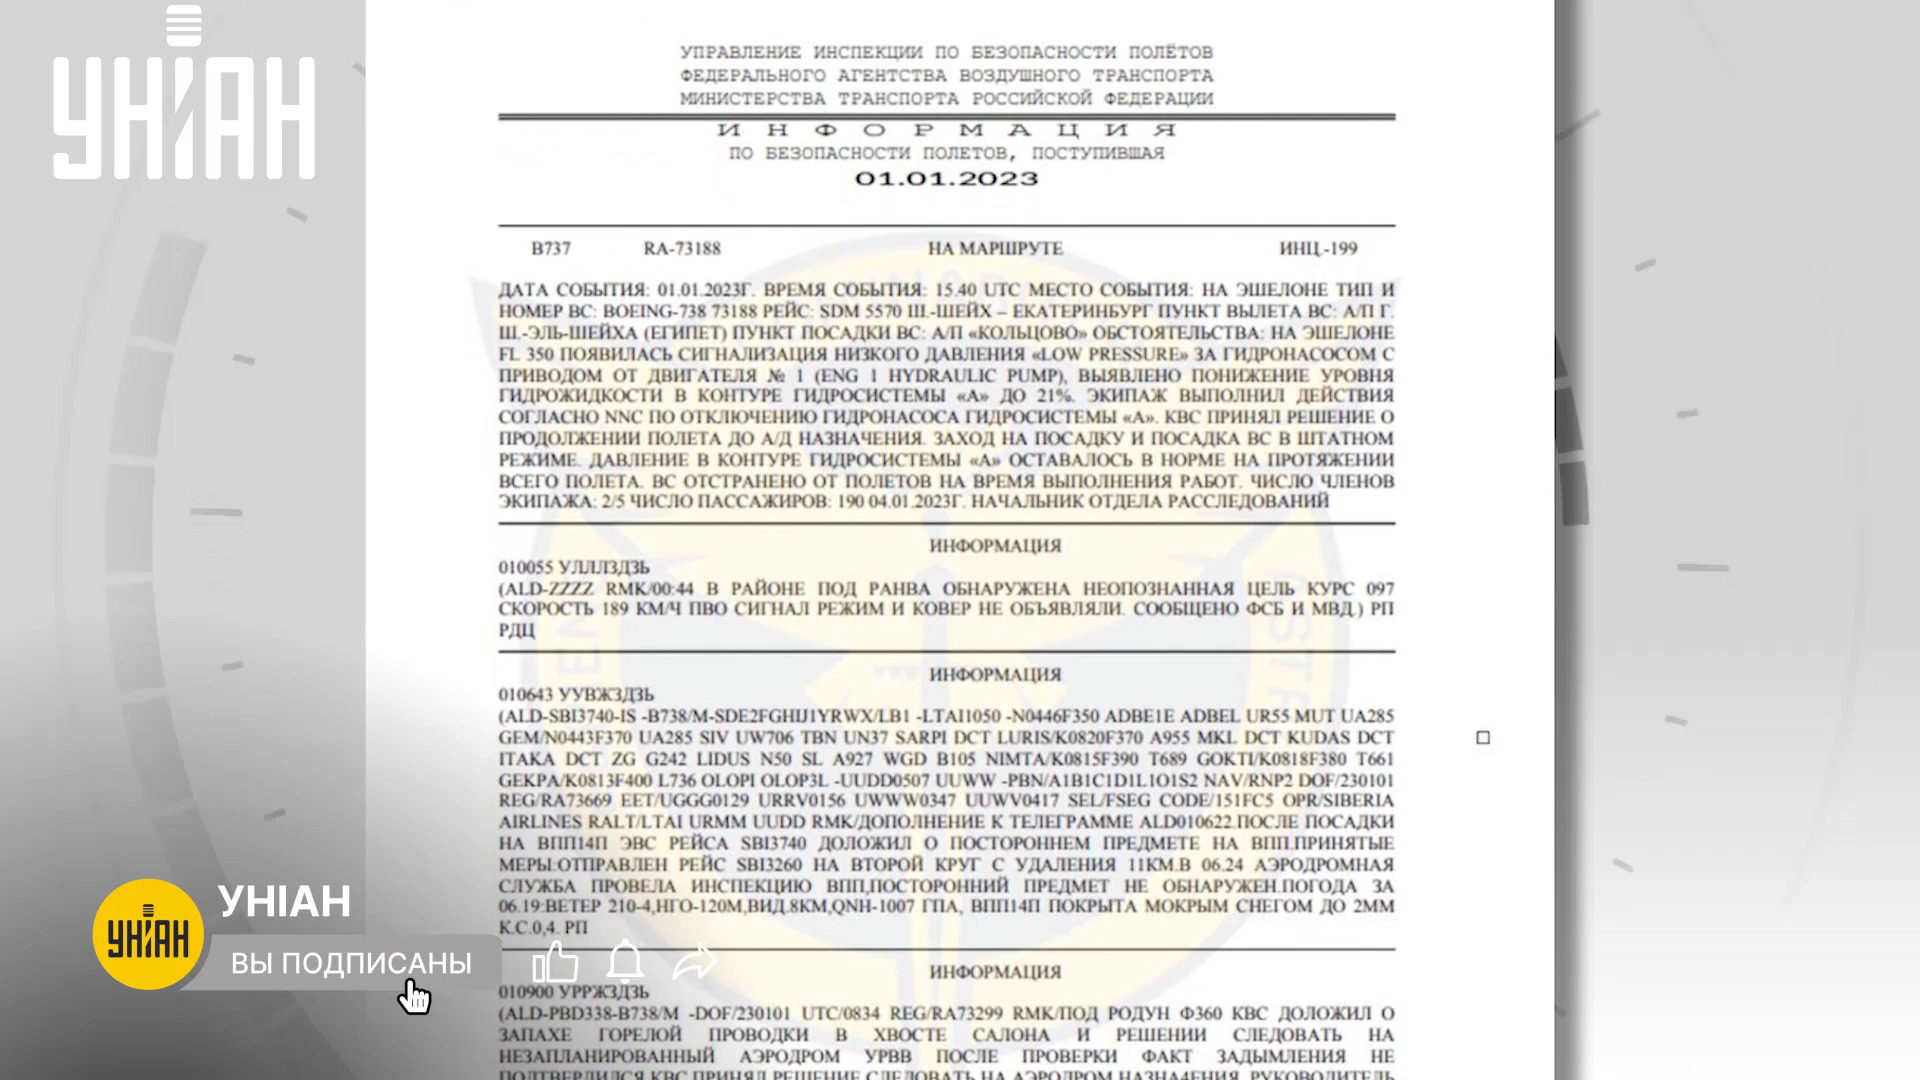 УНІАН
УПРАВЛЕНИЕ ИНСПЕКЦИИ ПО БЕЗОПАСНОСТИ ПОЛЁТОВ
ФЕДЕРАЛЬНОГО АГЕНТСТВА ВОЗДУШНОГО ТРАНСПОРТА
МИНИСТЕРСТВА ТРАНСПОРТА РОССИЙСКОЙ ФЕДЕРАЦИИ
И Н Ф О Р М А Ц И Я
ПО БЕЗОПАСНОСТИ ПОЛЕТОВ, ПОСТУПИВШАЯ
01.01.2023
B737 RA-73188 НА МАРШРУТЕ ИНЦ.-199
ДАТА СОБЫТИЯ: 01.01.2023Г. ВРЕМЯ СОБЫТИЯ: 15.40 UTC МЕСТО СОБЫТИЯ: НА ЭШЕЛОНЕ ТИП И
НОМЕР ВС: BOEING-738 73188 РЕЙС: SDM 5570 Ш.-ШЕЙХ – ЕКАТЕРИНБУРГ ПУНКТ ВЫЛЕТА ВС: А/П Г.
Ш.-ЭЛЬ-ШЕЙХА (ЕГИПЕТ) ПУНКТ ПОСАДКИ ВС: А/П «КОЛЬЦОВО» ОБСТОЯТЕЛЬСТВА: НА ЭШЕЛОНЕ
FL 350 ПОЯВИЛАСЬ СИГНАЛИЗАЦИЯ НИЗКОГО ДАВЛЕНИЯ «LOW PRESSURE» ЗА ГИДРОНАСОСОМ С
ПРИВОДОМ ОТ ДВИГАТЕЛЯ № 1 (ENG 1 HYDRAULIC PUMP), ВЫЯВЛЕНО ПОНИЖЕНИЕ УРОВНЯ
ГИДРОЖИДКОСТИ В КОНТУРЕ ГИДРОСИСТЕМЫ «А» ДО 21%. ЭКИПАЖ ВЫПОЛНИЛ ДЕЙСТВИЯ
СОГЛАСНО NNC ПО ОТКЛЮЧЕНИЮ ГИДРОНАСОСА ГИДРОСИСТЕМЫ «А». КВС ПРИНЯЛ РЕШЕНИЕ О
ПРОДОЛЖЕНИИ ПОЛЕТА ДО А/Д НАЗНАЧЕНИЯ. ЗАХОД НА ПОСАДКУ И ПОСАДКА ВС В ШТАТНОМ
РЕЖИМЕ. ДАВЛЕНИЕ В КОНТУРЕ ГИДРОСИСТЕМЫ «А» ОСТАВАЛОСЬ В НОРМЕ НА ПРОТЯЖЕНИИ
ВСЕГО ПОЛЕТА. ВС ОТСТРАНЕНО ОТ ПОЛЕТОВ НА ВРЕМЯ ВЫПОЛНЕНИЯ РАБОТ. ЧИСЛО ЧЛЕНОВ
ЭКИПАЖА: 2/5 ЧИСЛО ПАССАЖИРОВ: 190 04.01.2023Г. НАЧАЛЬНИК ОТДЕЛА РАССЛЕДОВАНИЙ
ИНФОРМАЦИЯ
010055 УЛЛЛЗДЗЬ
(ALD-ZZZZ RMK/00:44 В РАЙОНЕ ПОД РАНВА ОБНАРУЖЕНА НЕОПОЗНАННАЯ ЦЕЛЬ КУРС 097
СКОРОСТЬ 189 КМ/Ч ПВО СИГНАЛ РЕЖИМ И КОВЕР НЕ ОБЪЯВЛЯЛИ. СООБЩЕНО ФСБ И МВД.) РП
РДЦ
ИНФОРМАЦИЯ
010643 УУВЖЗДЗЬ
(ALD-SBI3740-IS -B738/M-SDE2FGHIJ1YRWX/LB1 -LTAI1050 -N0446F350 ADBE1E ADBEL UR55 MUT UA285
GEM/N0443F370 UA285 SIV UW706 TBN UN37 SARPI DCT LURIS/K0820F370 A955 MKL DCT KUDAS DCT
ITAKA DCT ZG G242 LIDUS N50 SL A927 WGD B105 NIMTA/K0815F390 T689 GOKTI/K0818F380 T661
GEKPA/K0813F400 L736 OLOPI OLOP3L -UUDD0507 UUWW -PBN/A1B1C1D1L1O1S2 NAV/RNP2 DOF/230101
REG/RA73669 EET/UGGG0129 URRV0156 UWWW0347 UUWV0417 SEL/FSEG CODE/151FC5 OPR/SIBERIA
AIRLINES RALT/LTAI URMM UUDD RMK/ДОПОЛНЕНИЕ К ТЕЛЕГРАММЕ ALD010622.ПОСЛЕ ПОСАДКИ
НА ВПП14П ЭВС РЕЙСА SBI3740 ДОЛОЖИЛ О ПОСТОРОННЕМ ПРЕДМЕТЕ НА ВПП.ПРИНЯТЫЕ
МЕРЫ:ОТПРАВЛЕН РЕЙС SBI3260 НА ВТОРОЙ КРУГ С УДАЛЕНИЯ 11КМ.В 06.24 АЭРОДРОМНАЯ
СЛУЖБА ПРОВЕЛА ИНСПЕКЦИЮ ВПП,ПОСТОРОННИЙ ПРЕДМЕТ НЕ ОБНАРУЖЕН.ПОГОДА ЗА
06.19:ВЕТЕР 210-4,НГО-120М,ВИД.8КМ,QNH-1007 ГПА, ВПП14П ПОКРЫТА МОКРЫМ СНЕГОМ ДО 2ММ
К.С.0,4. РП
ИНФОРМАЦИЯ
010900 УРРЖЗДЗЬ
(ALD-PBD338-B738/M -DOF/230101 UTC/0834 REG/RA73299 RMK/ПОД РОДУН Ф360 КВС ДОЛОЖИЛ О
ЗАПАХЕ ГОРЕЛОЙ ПРОВОДКИ В ХВОСТЕ САЛОНА И РЕШЕНИИ СЛЕДОВАТЬ НА
НЕЗАПЛАНИРОВАННЫЙ АЭРОДРОМ УРВВ ПОСЛЕ ПРОВЕРКИ ФАКТ ЗАДЫМЛЕНИЯ НЕ
ПОДТВЕРДИЛСЯ КВС ПРИНЯЛ РЕШЕНИЕ СЛЕДОВАТЬ НА АЭРОДРОМ НАЗНА4ЕНИЯ. РУКОВОДИТЕЛЬ
УНІАН
УНІАН
ВЫ ПОДПИСАНЫ